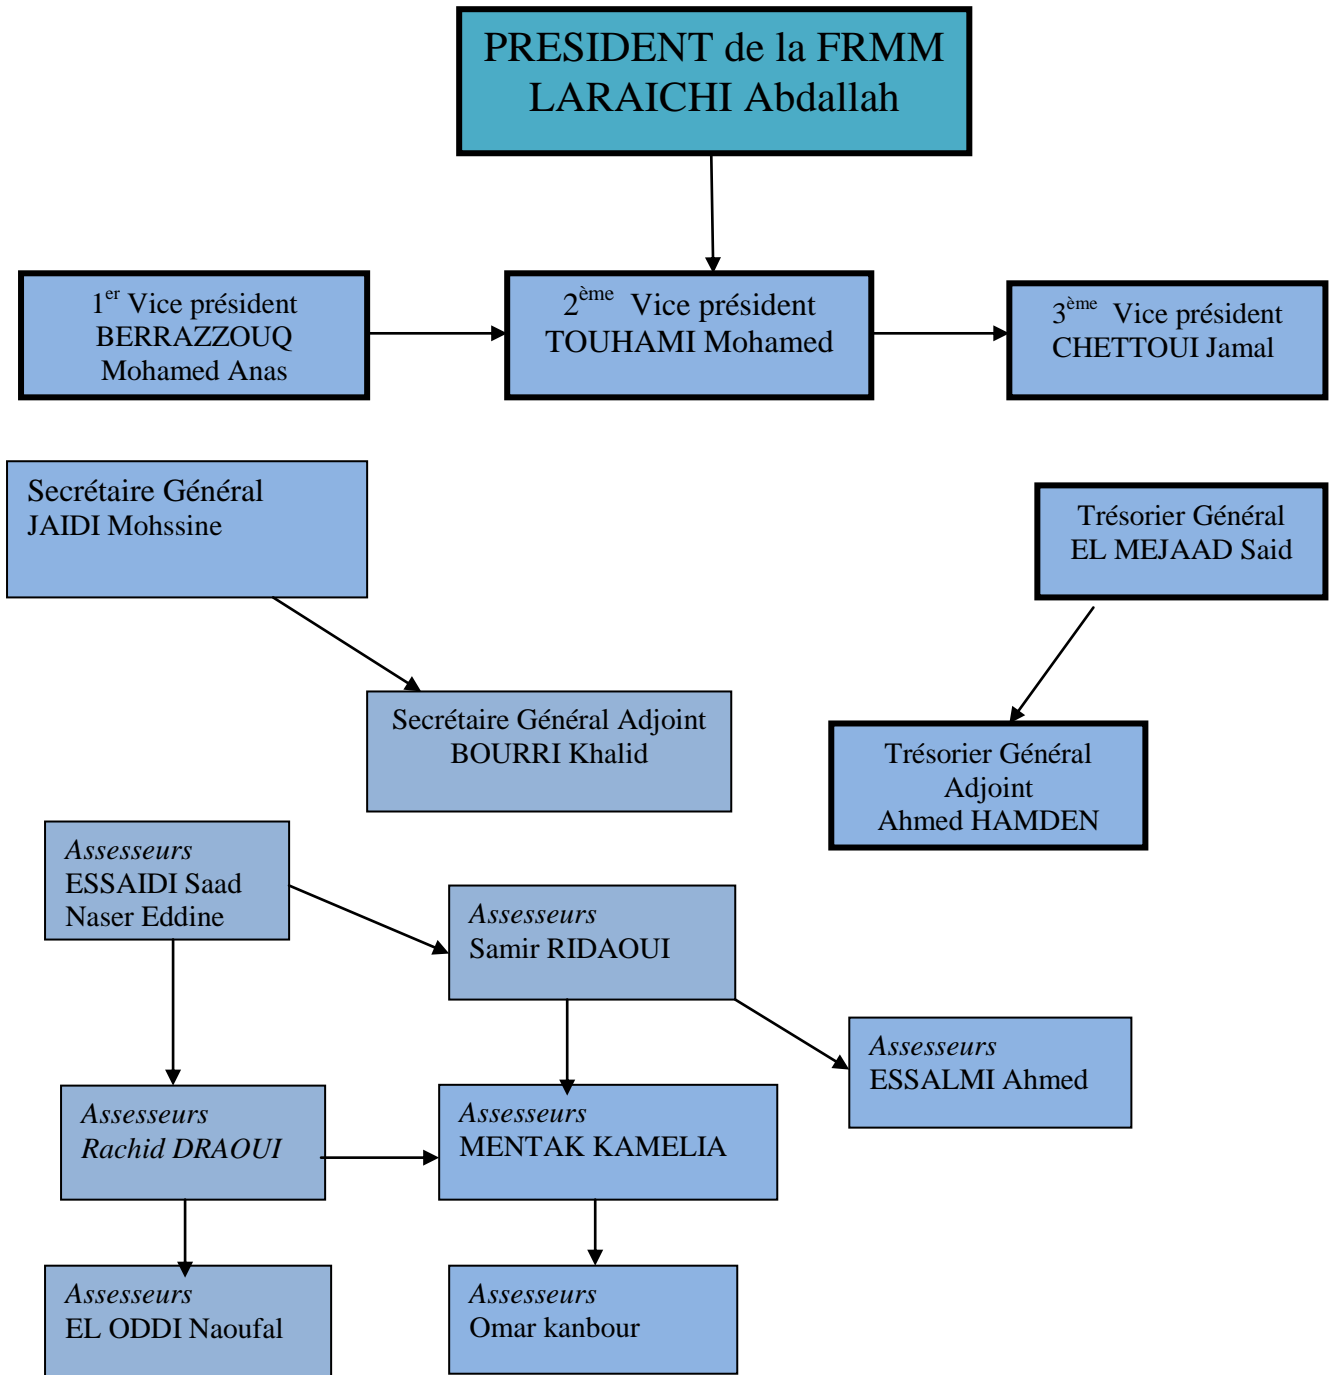 PRESIDENT de la FRMM
LARAICHI Abdallah
1er Vice président
BERRAZZOUQ
Mohamed Anas
2ème Vice président
TOUHAMI Mohamed
3ème Vice président
CHETTOUI Jamal
Secrétaire Général
JAIDI Mohssine
Trésorier Général
EL MEJAAD Said
Secrétaire Général Adjoint
BOURRI Khalid
Trésorier Général
Adjoint
Ahmed HAMDEN
Assesseurs
ESSAIDI Saad
Naser Eddine
Assesseurs
Samir RIDAOUI
Assesseurs
ESSALMI Ahmed
Assesseurs
Rachid DRAOUI
Assesseurs
MENTAK KAMELIA
Assesseurs
EL ODDI Naoufal
Assesseurs
Omar kanbour